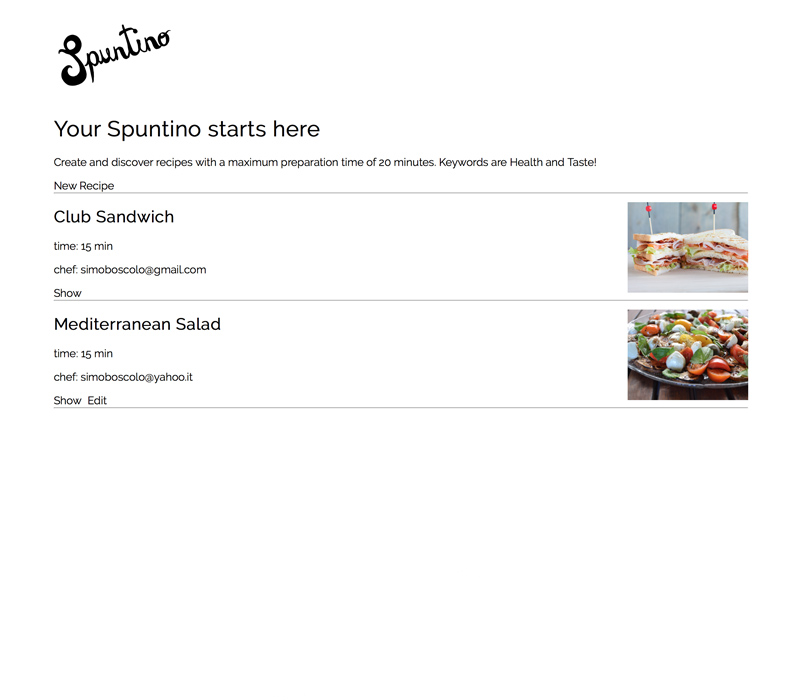 Spuntino
Your Spuntino starts here
Create and discover recipes with a maximum preparation time of 20 minutes. Keywords are Health and Taste!
New Recipe
Club Sandwich
time: 15 min
chef: simoboscolo@gmail.com
Show
Mediterranean Salad
time: 15 min
chef: simoboscolo@yahoo.it
Show Edit